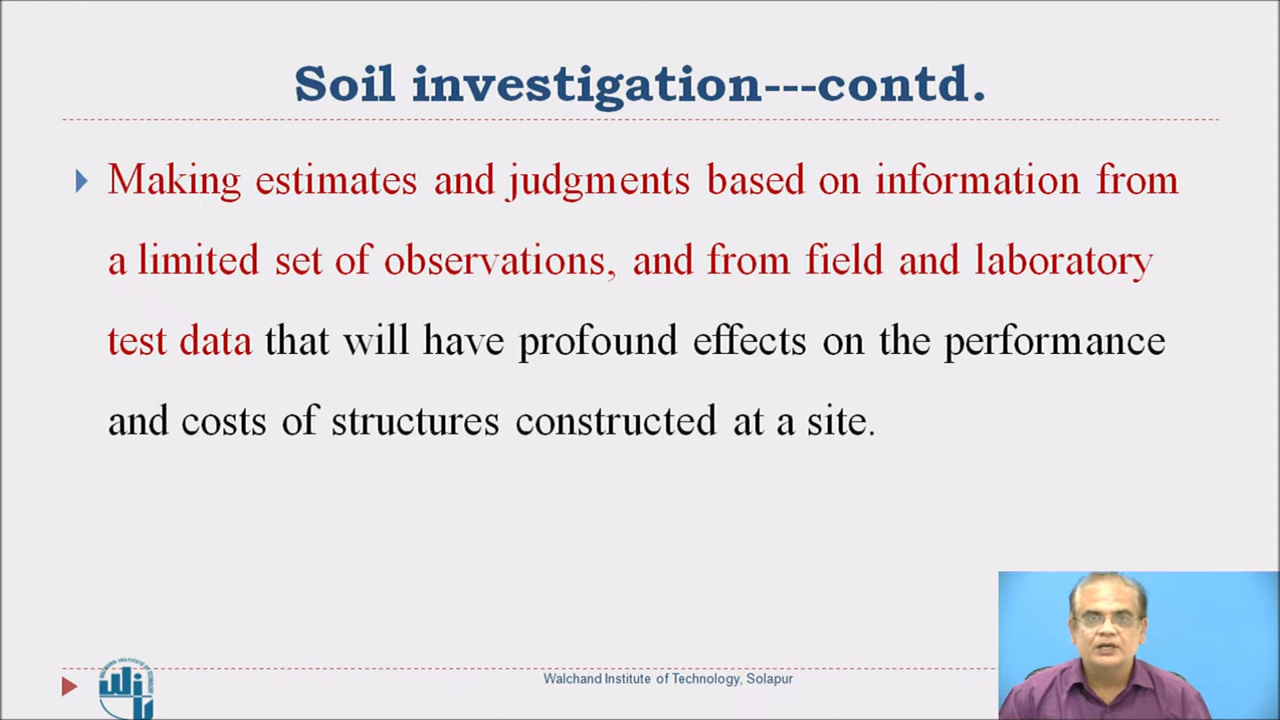 Soil investigation---contd.
Making estimates and judgments based on information from
a limited set of observations, and from field and laboratory
test data that will have profound effects on the performance
and costs of structures constructed at a site.
Walchand Institute of Technology, Solapur